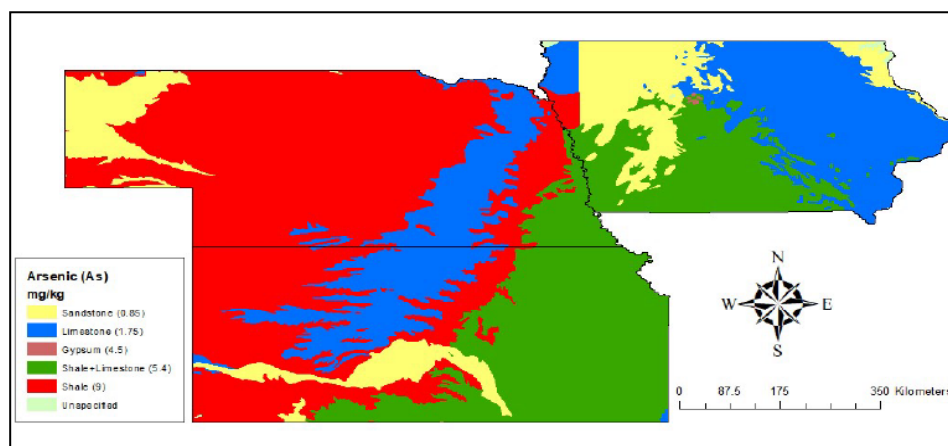 Arsenic (As)
mg/kg
Sandstone (0.85)
Limestone (1.75)
Gypsum (4.5)
Shale+Limestone (5.4)
Shale (9)
Unspecified
N
W E
S
0 87.5 175 350 Kilometers